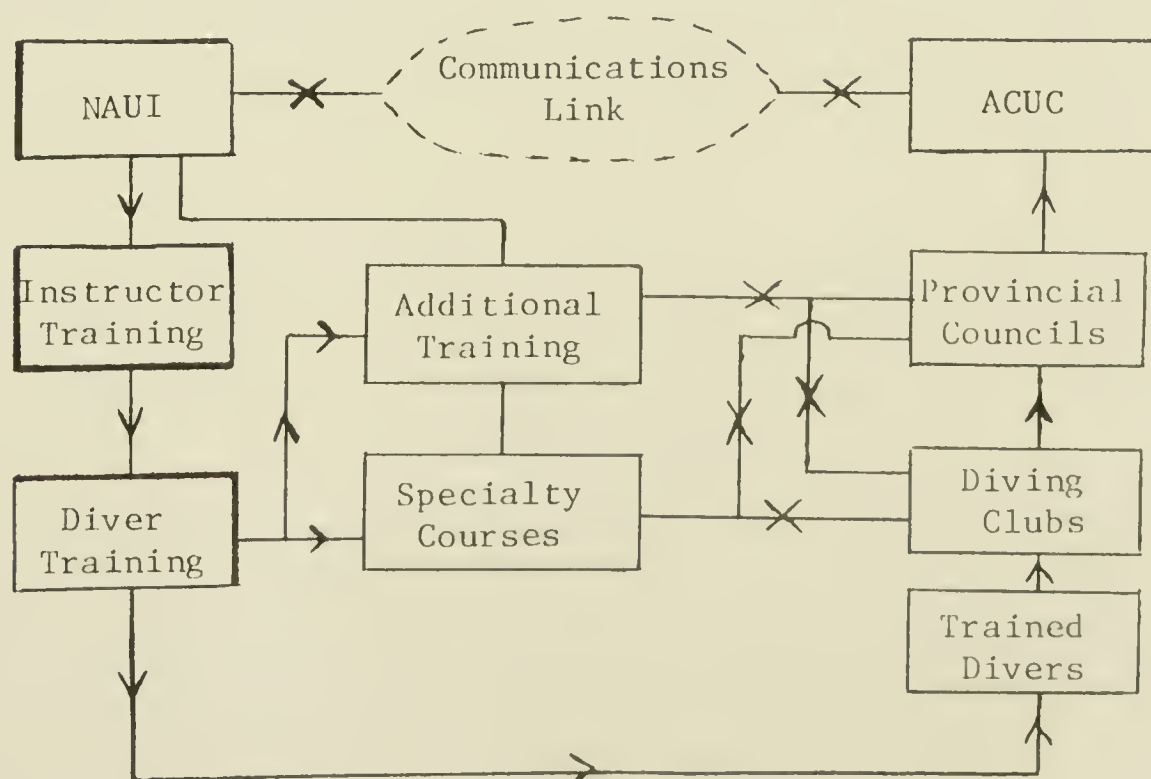 NAUI
Communications
Link
ACUC
Instructor
Training
Additional
Training
Provincial
Councils
Diver
Training
Specialty
Courses
Diving
Clubs
Trained
Divers